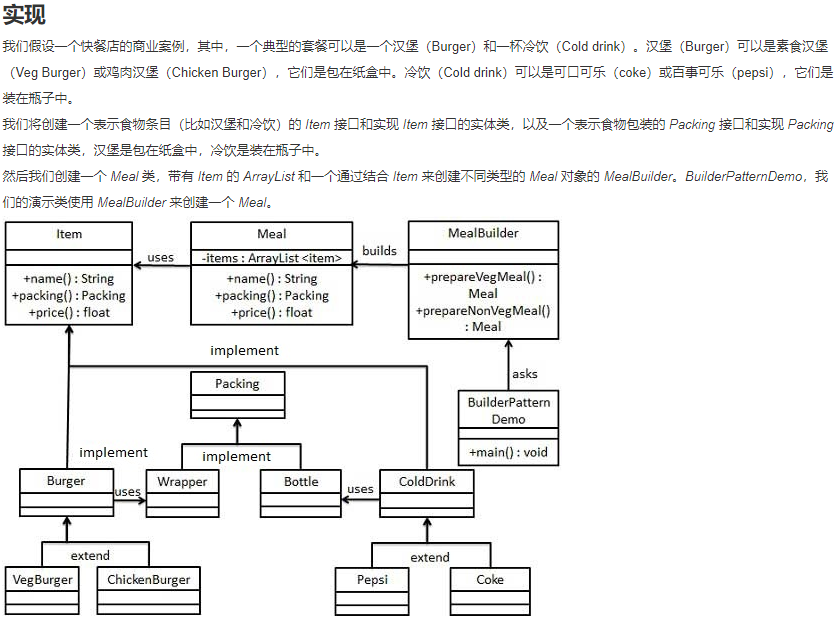 实现
我们假设一个快餐店的商业案例，其中，一个典型的套餐可以是一个汉堡（Burger）和一杯冷饮（Cold drink）。汉堡（Burger）可以是素食汉堡
（Veg Burger）或鸡肉汉堡（Chicken Burger），它们是包在纸盒中。冷饮（Cold drink）可以是可口可乐（coke）或百事可乐（pepsi），它们是
装在瓶子中。
我们将创建一个表示食物条目（比如汉堡和冷饮）的 Item 接口和实现 Item 接口的实体类，以及一个表示食物包装的 Packing 接口和实现 Packing
接口的实体类，汉堡是包在纸盒中，冷饮是装在瓶子中。
然后我们创建一个 Meal 类，带有 Item 的 ArrayList 和一个通过结合 Item 来创建不同类型的 Meal 对象的 MealBuilder。BuilderPatternDemo，我
们的演示类使用 MealBuilder 来创建一个 Meal。
Item
+name() : String
+packing() : Packing
+price() : float
uses
Meal
-items : ArrayList <item>
+name() : String
+packing() : Packing
+price() : float
builds
MealBuilder
+prepareVegMeal() :
Meal
+prepareNonVegMeal()
: Meal
implement
asks
Packing
BuilderPattern
Demo
+main() : void
implement
implement
Burger
uses
Wrapper
Bottle
uses
ColdDrink
extend
extend
VegBurger
ChickenBurger
Pepsi
Coke